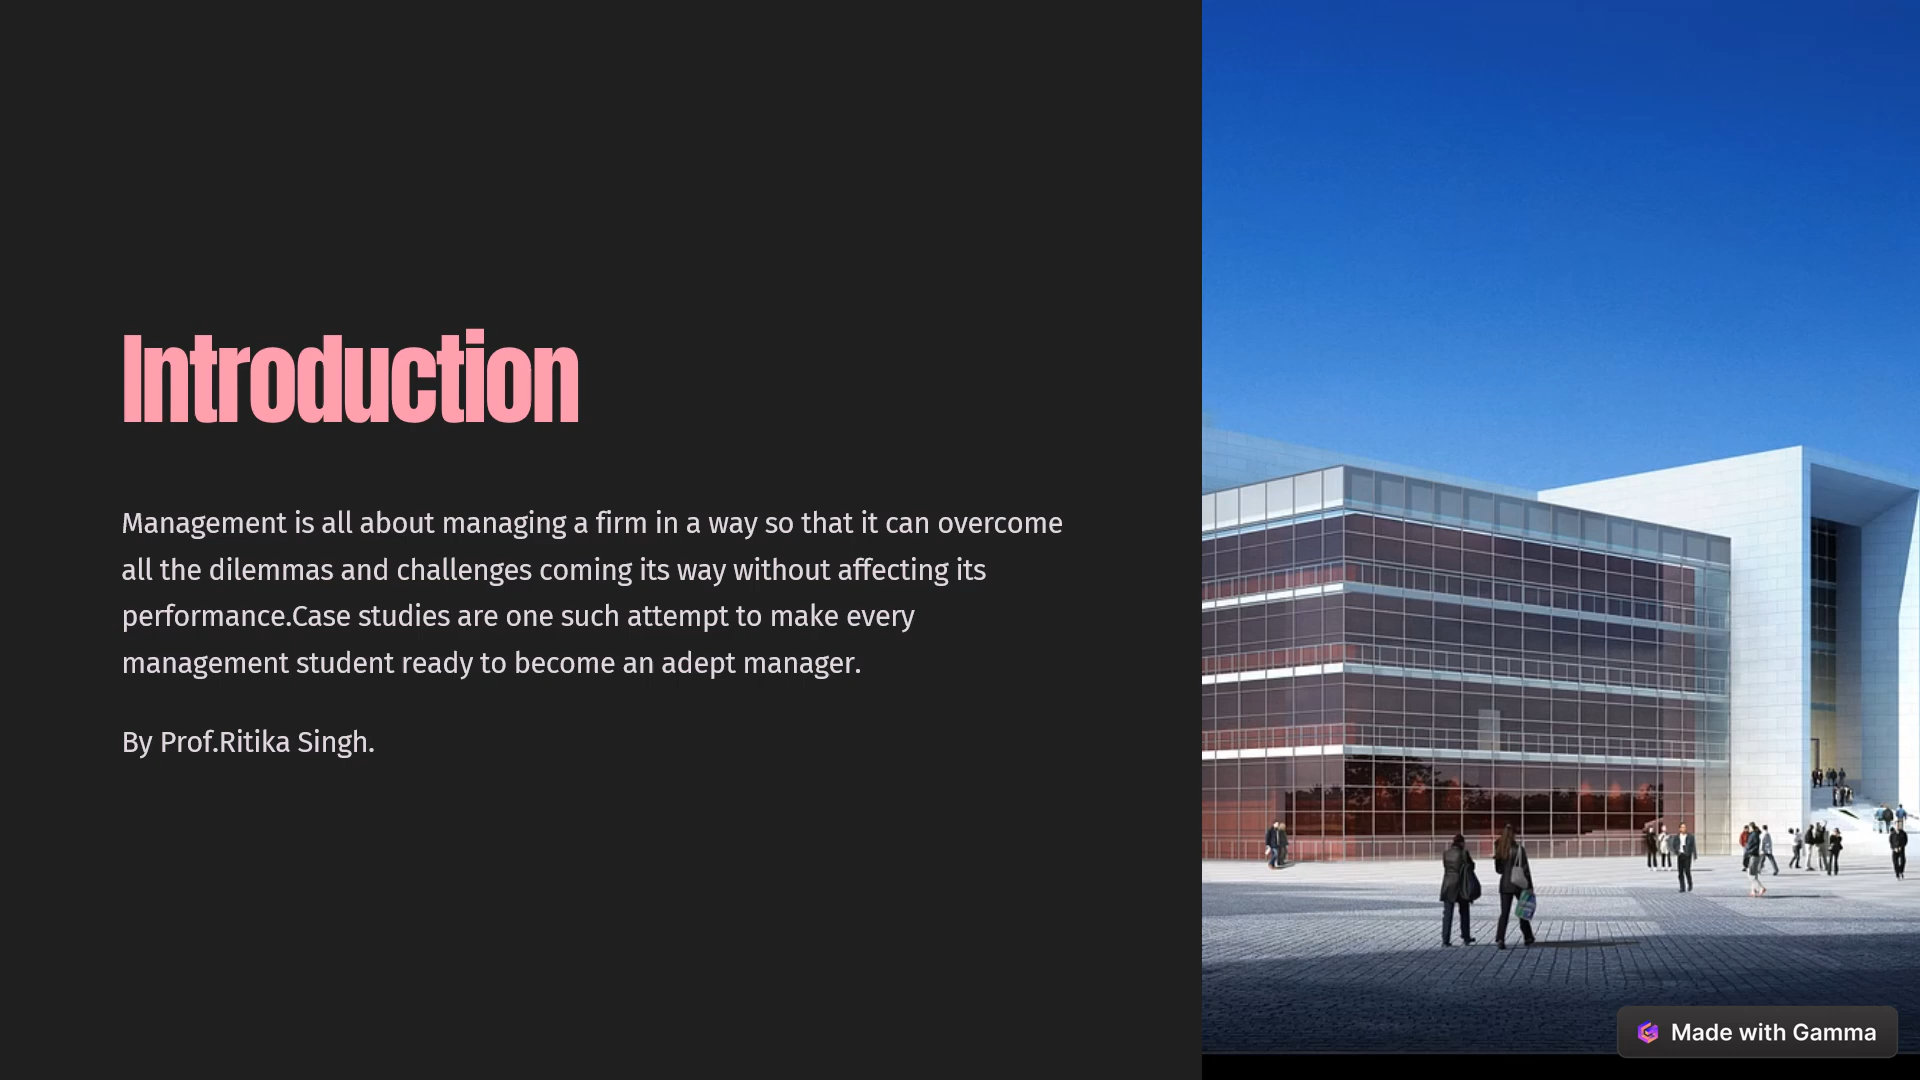 Introduction
Management is all about managing a firm in a way so that it can overcome
all the dilemmas and challenges coming its way without affecting its
performance.Case studies are one such attempt to make every
management student ready to become an adept manager.
By Prof.Ritika Singh.
Made with Gamma